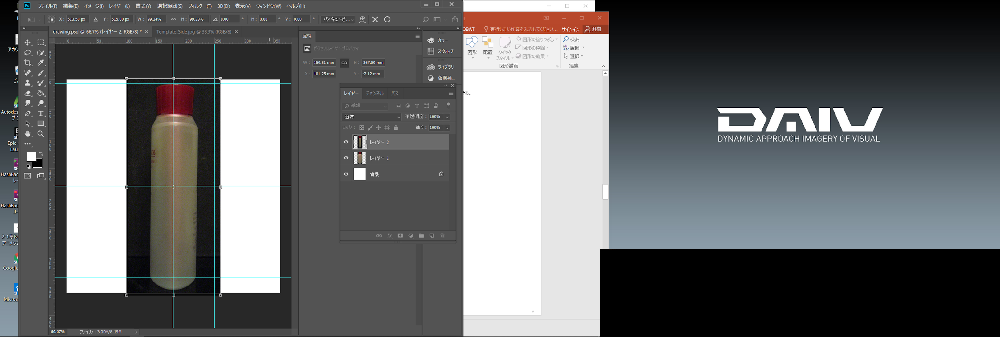 Ps ファイル(F) 編集(E) イメージ(I) レイヤー(L) 書式(Y) 選択範囲(S) フィルター(T) 3D(D) 表示(V) ウィンドウ(W) ヘルプ(H)
X: 513.50 px Y: 515.00 px W: 99.34% H: 99.33% 0.00 ° H: 0.00 ° V: 0.00 ° バイキュービ...
drawing.psd @ 66.7% (レイヤー 2, RGB/8) * ×
Template_Side.jpg @ 33.3% (RGB/8) ×
0 50 100 150 200 250 300 350
属性
ピクセルレイヤープロパティ
W: 159.81 mm H: 367.59 mm
X: 101.25 mm Y: -2.12 mm
カラー
スウォッチ
ライブラリ
色調補...
レイヤー チャンネル パス
種類
通常 不透明度: 100%
ロック: 塗り: 100%
レイヤー 2
レイヤー 1
背景
66.67% ファイル : 3.00M/8.19M
アカウ
Autodes
Epic
Lau
FlashBac
レー
FlashBac
2-1専攻
アニメショ
Google
Micros
OBAT 実行したい作業を入力してください... サインイン 共有
図形 配置 クイック スタイル
図形の塗りつぶし
図形の枠線
図形の効果
図形描画
検索
置換
選択
編集
せる。
8
DAIV
DYNAMIC APPROACH IMAGERY OF VISUAL